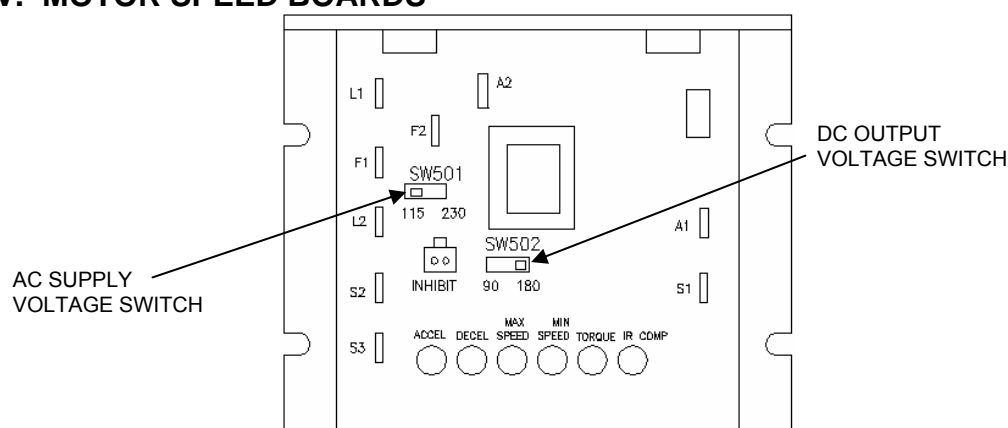 MOTOR SPEED BOARDS
L1
A2
F2
DC OUTPUT
VOLTAGE SWITCH
F1
SW501
115 230
L2
A1
SW502
AC SUPPLY
VOLTAGE SWITCH
INHIBIT
90 180
S2
S1
S3
ACCEL
DECEL
MAX
SPEED
MIN
SPEED
TORQUE
IR COMP